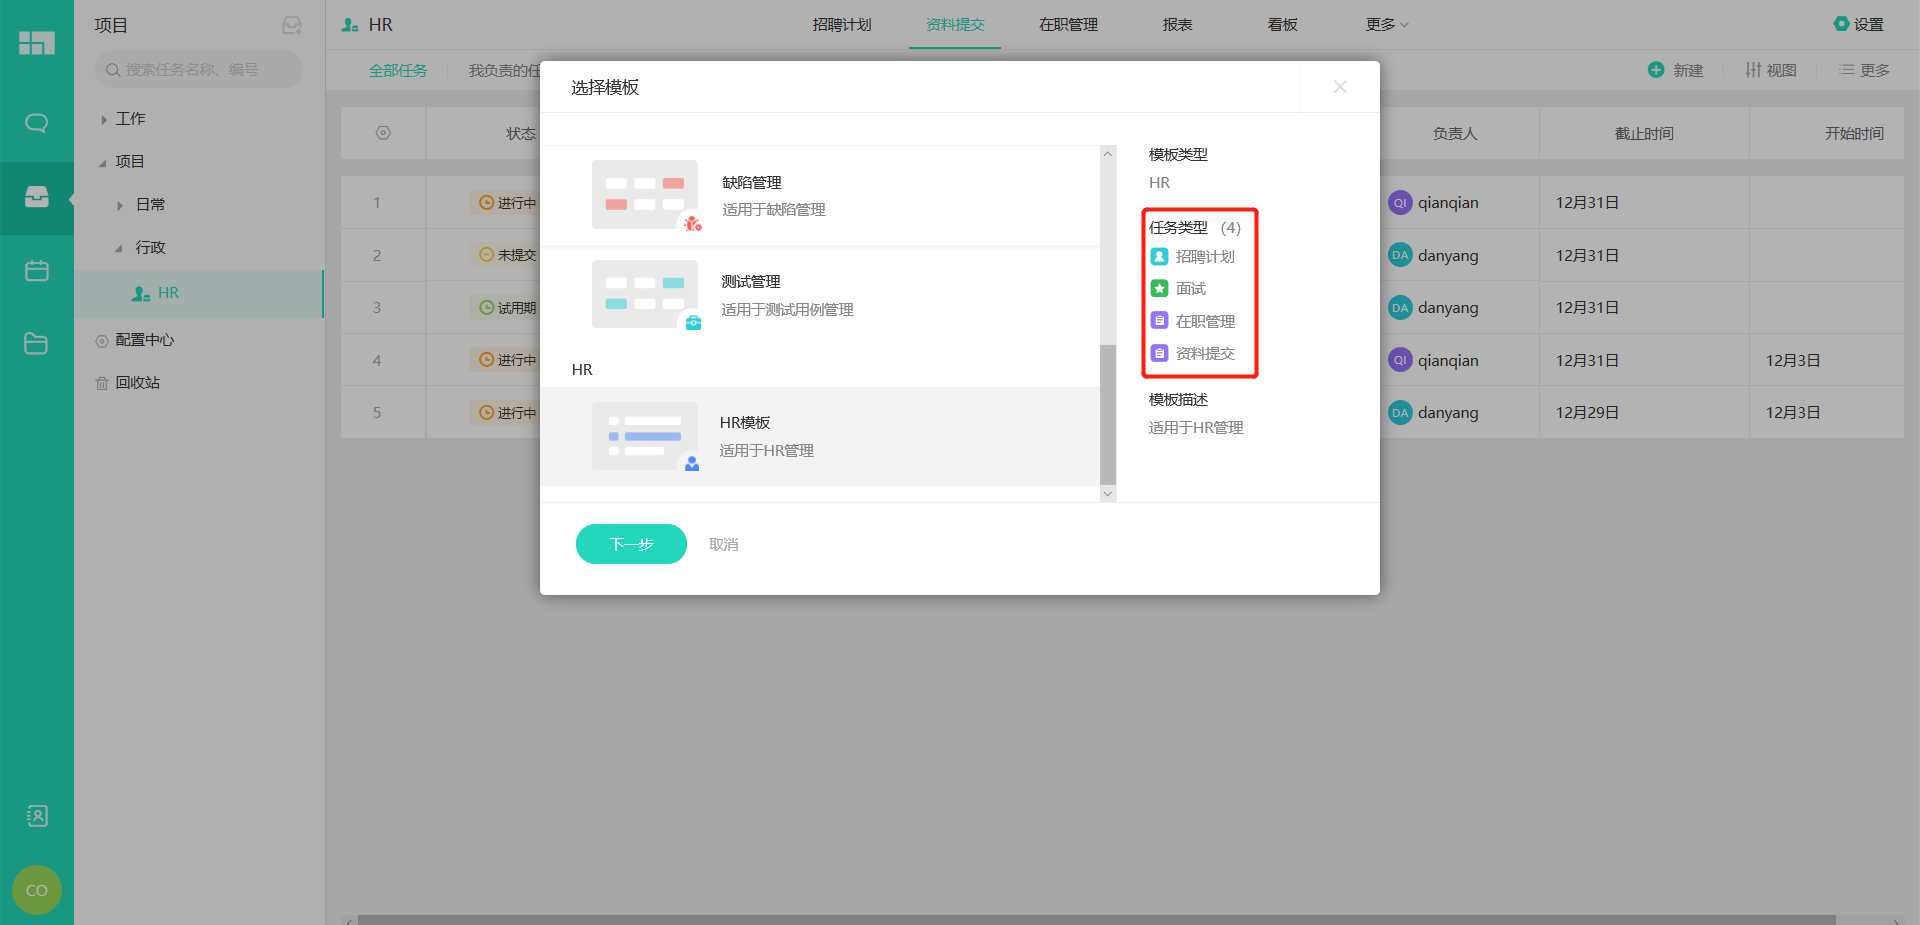 项目
HR
招聘计划
资料提交
在职管理
报表
看板
更多
设置
搜索任务名称、编号
全部任务
我负责的任
新建
视图
更多
工作
项目
日常
行政
HR
配置中心
回收站
CO
状态
负责人
截止时间
开始时间
1
进行中
QI qianqian
12月31日
2
未提交
DA danyang
12月31日
3
试用期
DA danyang
12月31日
4
进行中
QI qianqian
12月31日
12月3日
5
进行中
DA danyang
12月29日
12月3日
选择模板
缺陷管理
适用于缺陷管理
测试管理
适用于测试用例管理
HR
HR模板
适用于HR管理
模板类型
HR
任务类型 (4)
招聘计划
面试
在职管理
资料提交
模板描述
适用于HR管理
下一步
取消